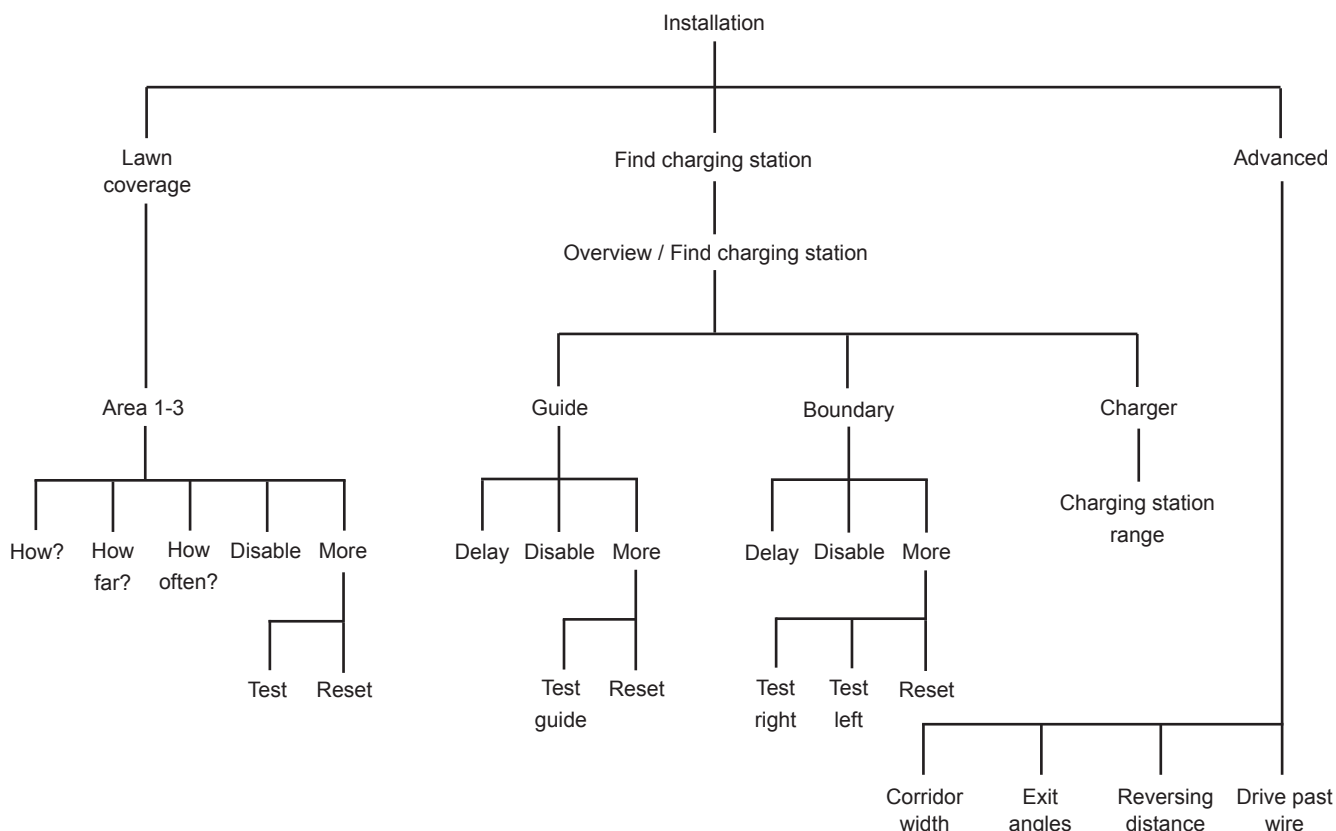 Installation
Lawn
coverage
Find charging station
Advanced
Overview / Find charging station
Area 1-3
Guide
Boundary
Charger
Charging station
range
How?
How
far?
How
often?
Disable
More
Delay
Disable
More
Delay
Disable
More
Test
Reset
Test
guide
Reset
Test
right
Test
left
Reset
Corridor
width
Exit
angles
Reversing
distance
Drive past
wire